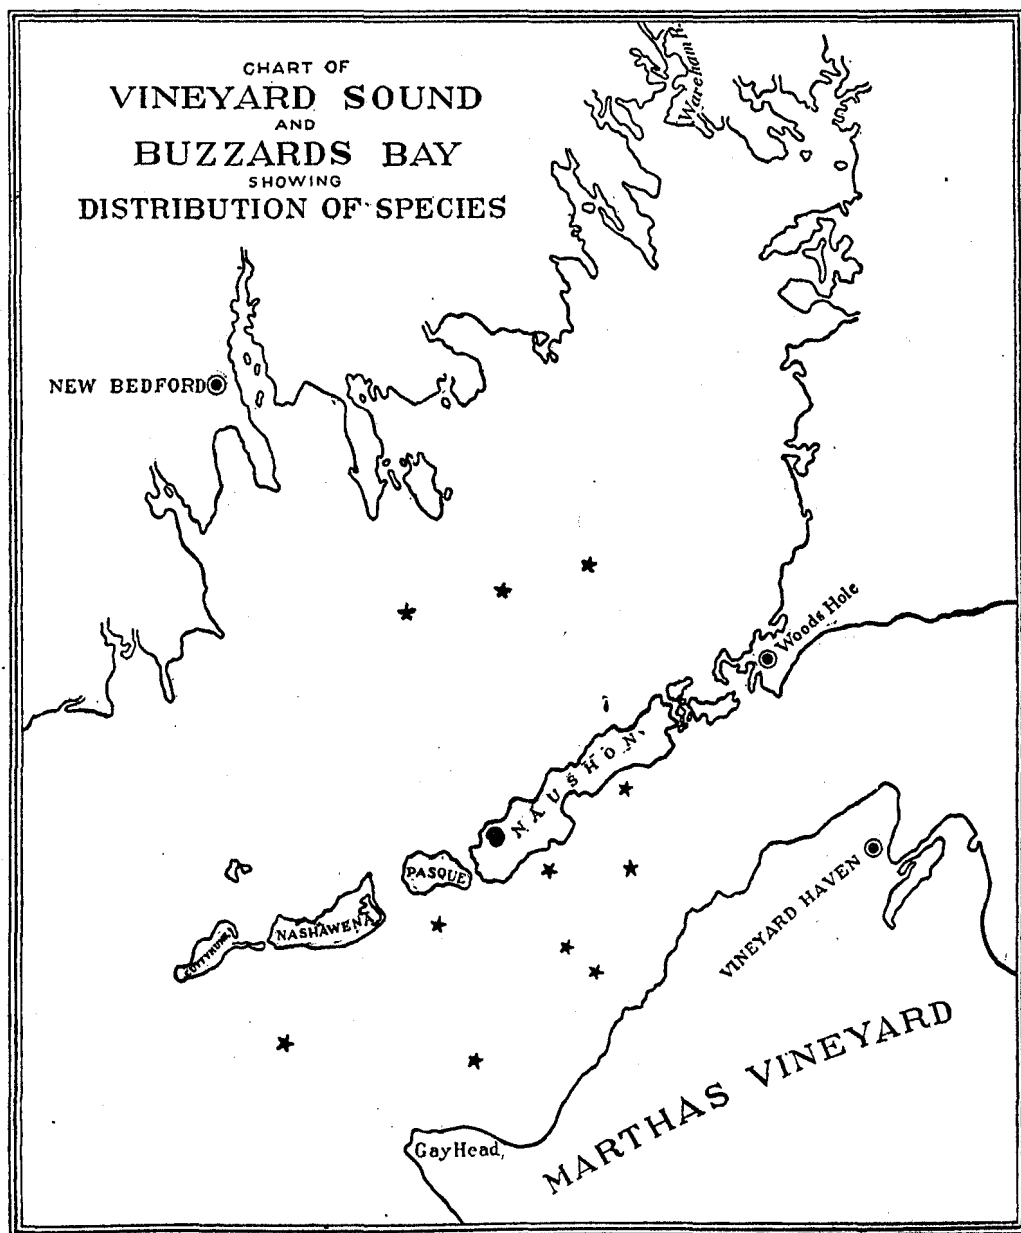 CHART OF
VINEYARD SOUND
AND
BUZZARDS BAY
SHOWING
DISTRIBUTION OF SPECIES
Wareham R.
NEW BEDFORD
Woods Hole
NAUSHON
PASQUE
NASHAWENA
VINEYARD HAVEN
MARTHAS VINEYARD
Gay Head